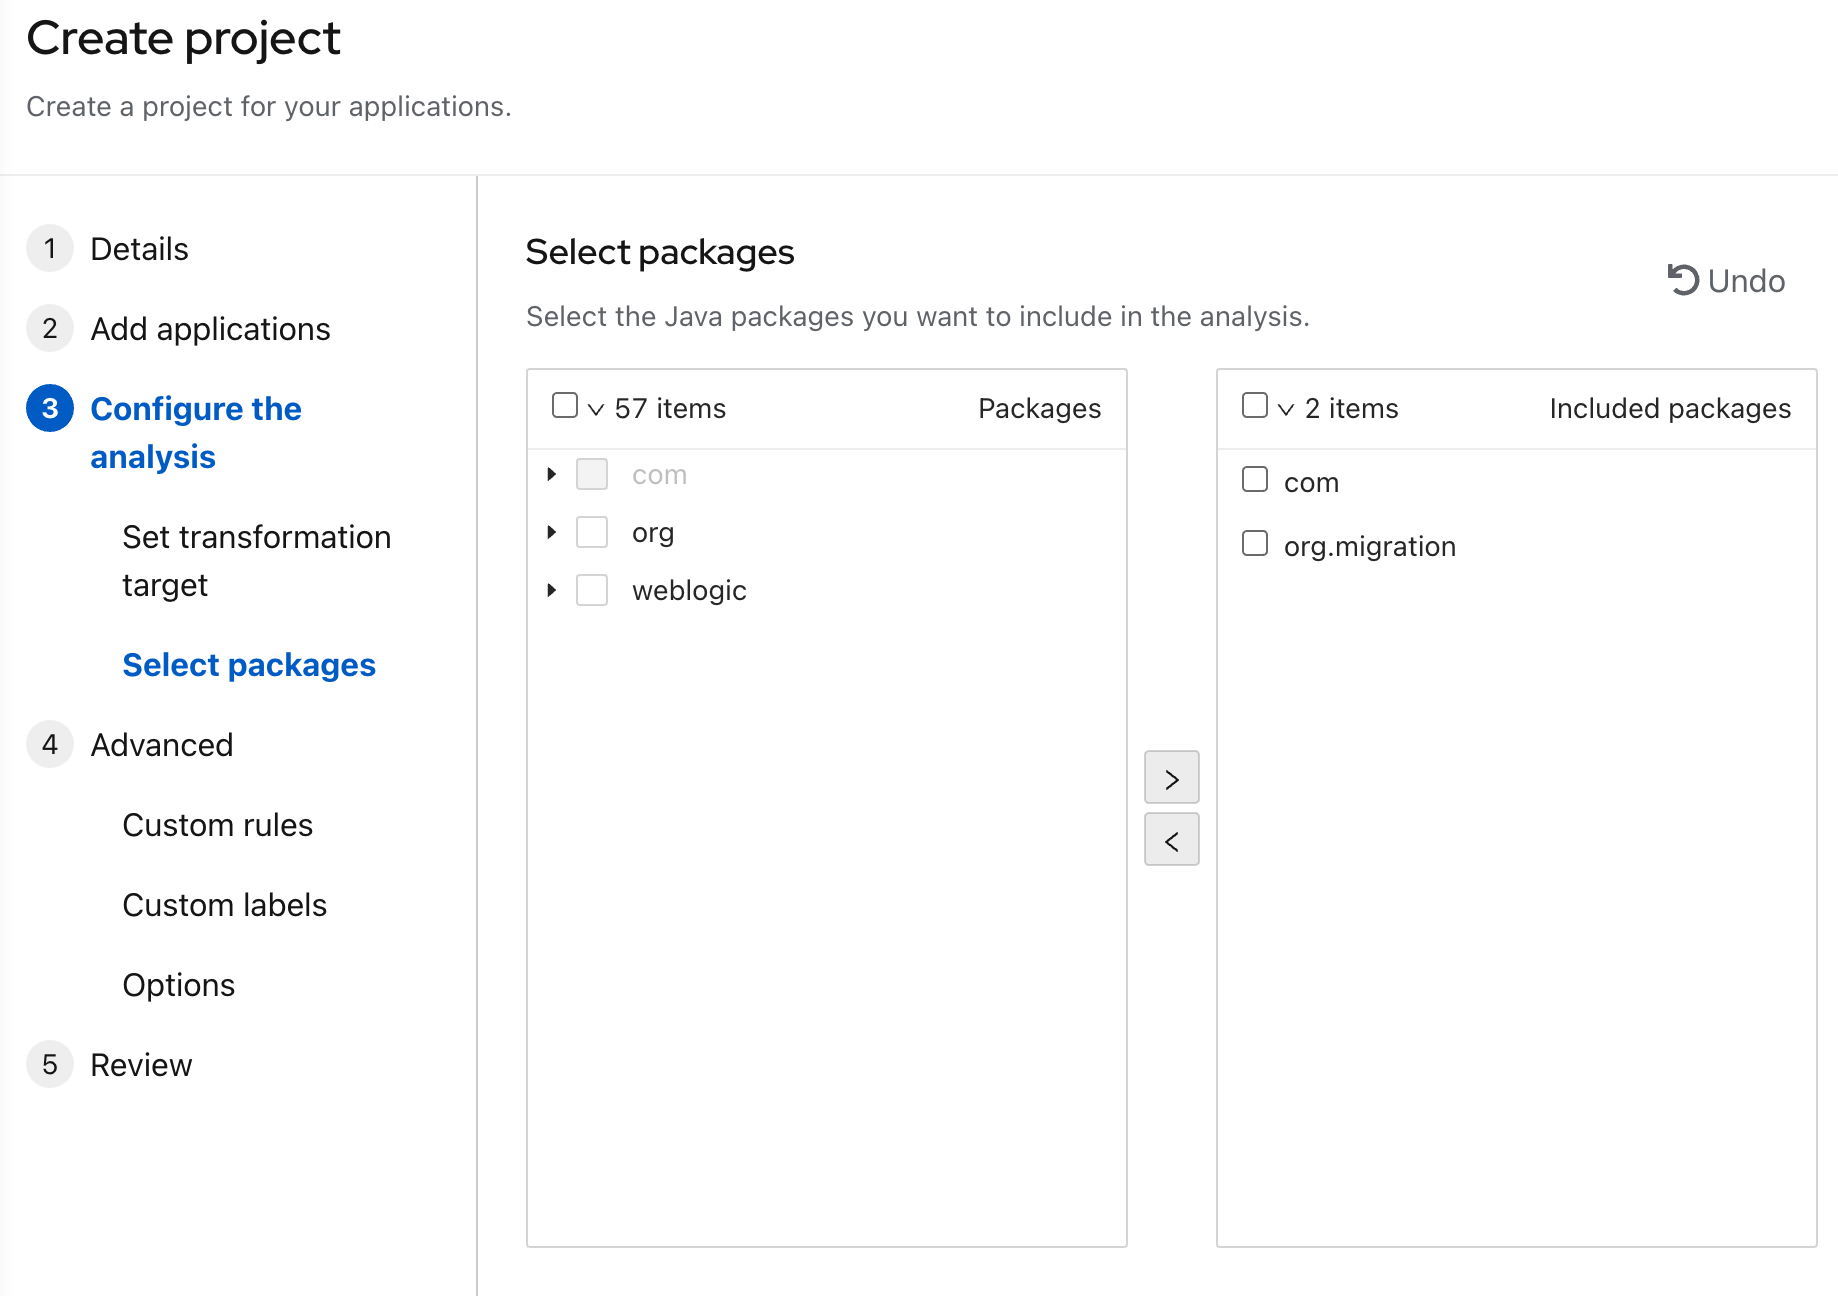 Create project
Create a project for your applications.
1 Details
2 Add applications
3 Configure the
analysis
Set transformation
target
Select packages
4 Advanced
Custom rules
Custom labels
Options
5 Review
Select packages
Undo
Select the Java packages you want to include in the analysis.
57 items Packages
com
org
weblogic
>
<
2 items Included packages
com
org.migration